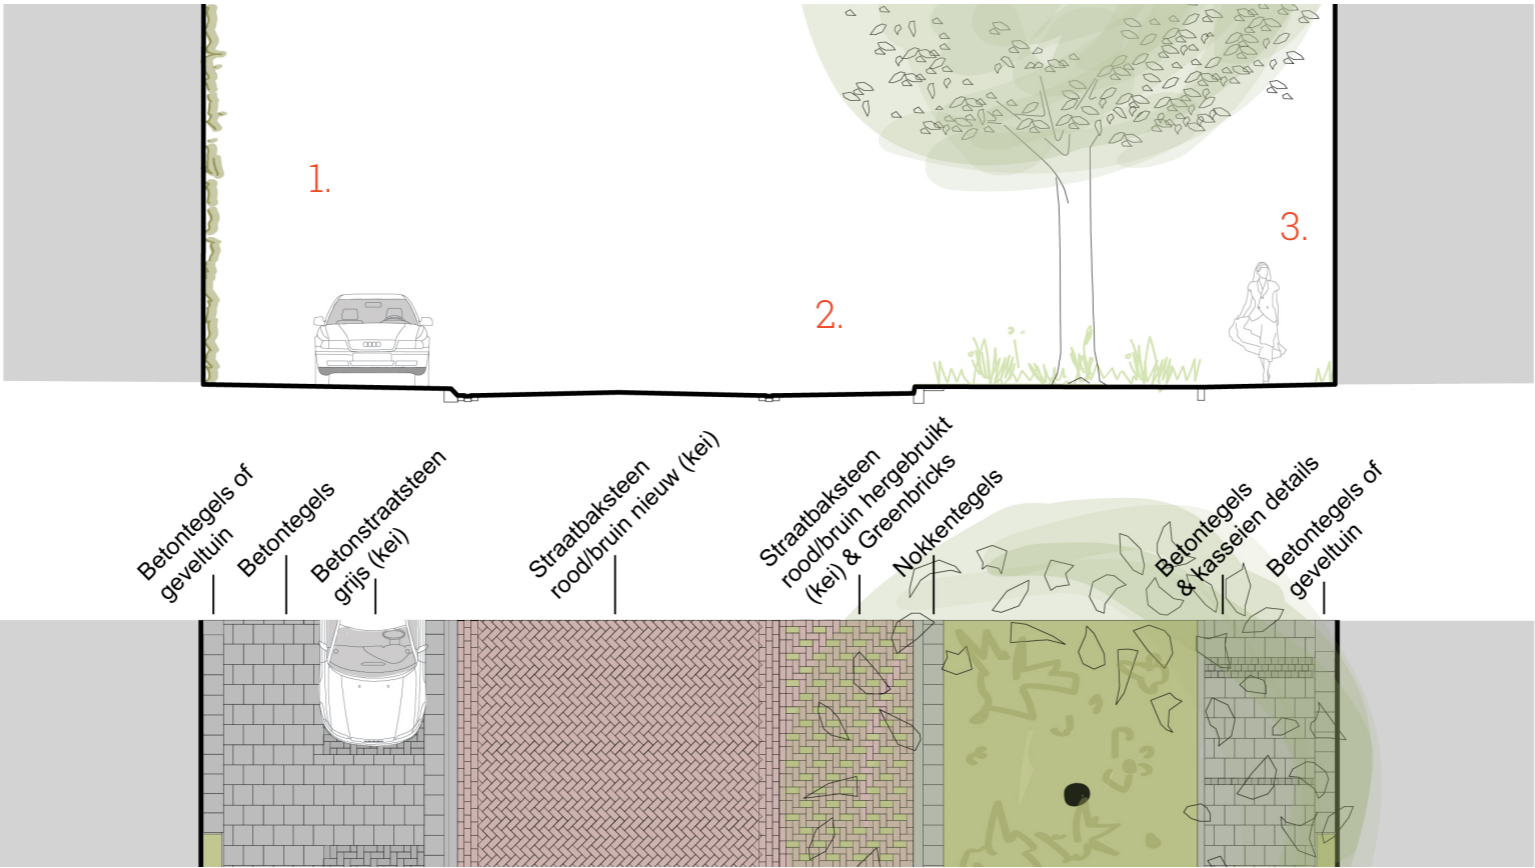 1.
2.
3.
Betontegels of
geveltuin
Betontegels
Betonstraatsteen
grijs (kei)
Straatbaksteen
rood/bruin nieuw (kei)
Straatbaksteen
rood/bruin hergebruikt
(kei) & Greenbricks
Nokkentegels
Betontegels
& kasseien details
Betontegels of
geveltuin